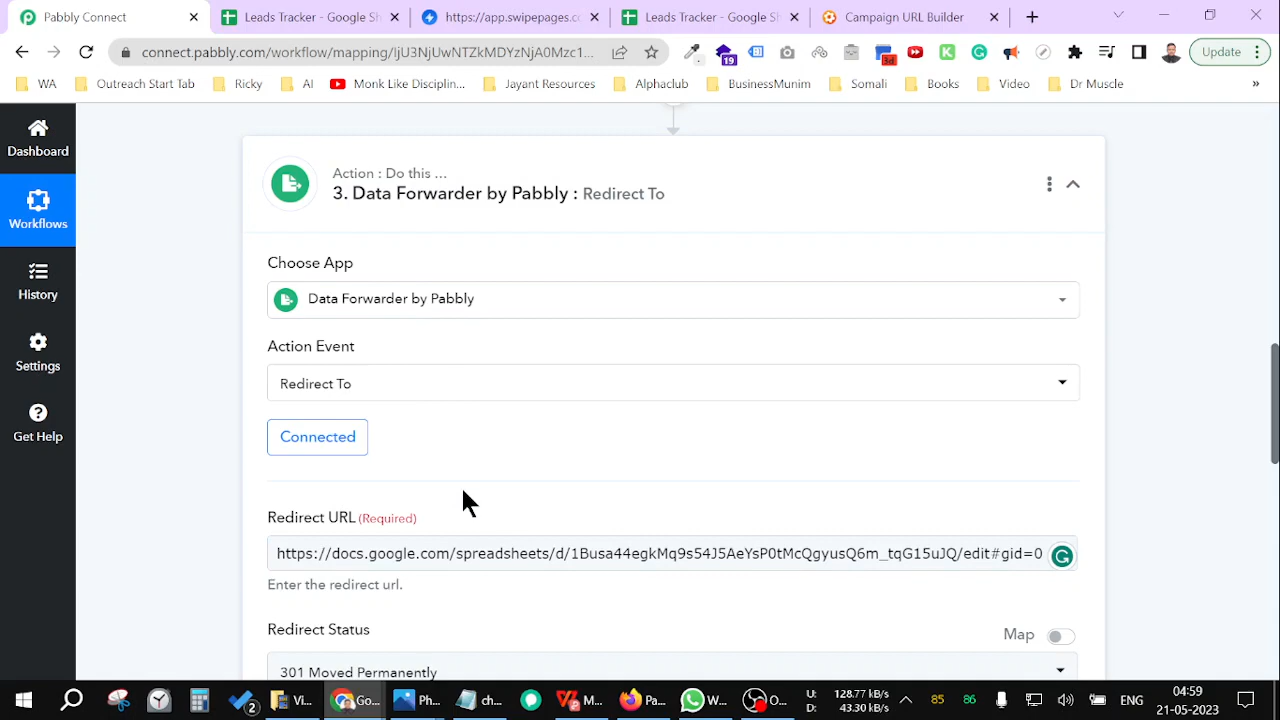 Pabbly Connect
Leads Tracker - Google Sh
https://app.swipepages.co
Leads Tracker - Google Sh
Campaign URL Builder
connect.pabbly.com/workflow/mapping/IjU3NjUwNTZkMDYzNjA0Mzc1...
19
3d
Update
WA
Outreach Start Tab
Ricky
AI
Monk Like Disciplin...
Jayant Resources
Alphaclub
BusinessMunim
Somali
Books
Video
Dr Muscle
»
Dashboard
Workflows
History
Settings
Get Help
Action : Do this ...
3. Data Forwarder by Pabbly : Redirect To
Choose App
Data Forwarder by Pabbly
Action Event
Redirect To
Connected
Redirect URL (Required)
https://docs.google.com/spreadsheets/d/1Busa44egkMq9s54J5AeYsP0tMcQgyusQ6m_tqG15uJQ/edit#gid=0
Enter the redirect url.
Redirect Status
Map
301 Moved Permanently
2
Vi...
Go...
Ph...
ch...
M...
Pa...
W...
O...
U: 128.77 kB/s
D: 43.30 kB/s
85
86
ENG
04:59
21-05-2023